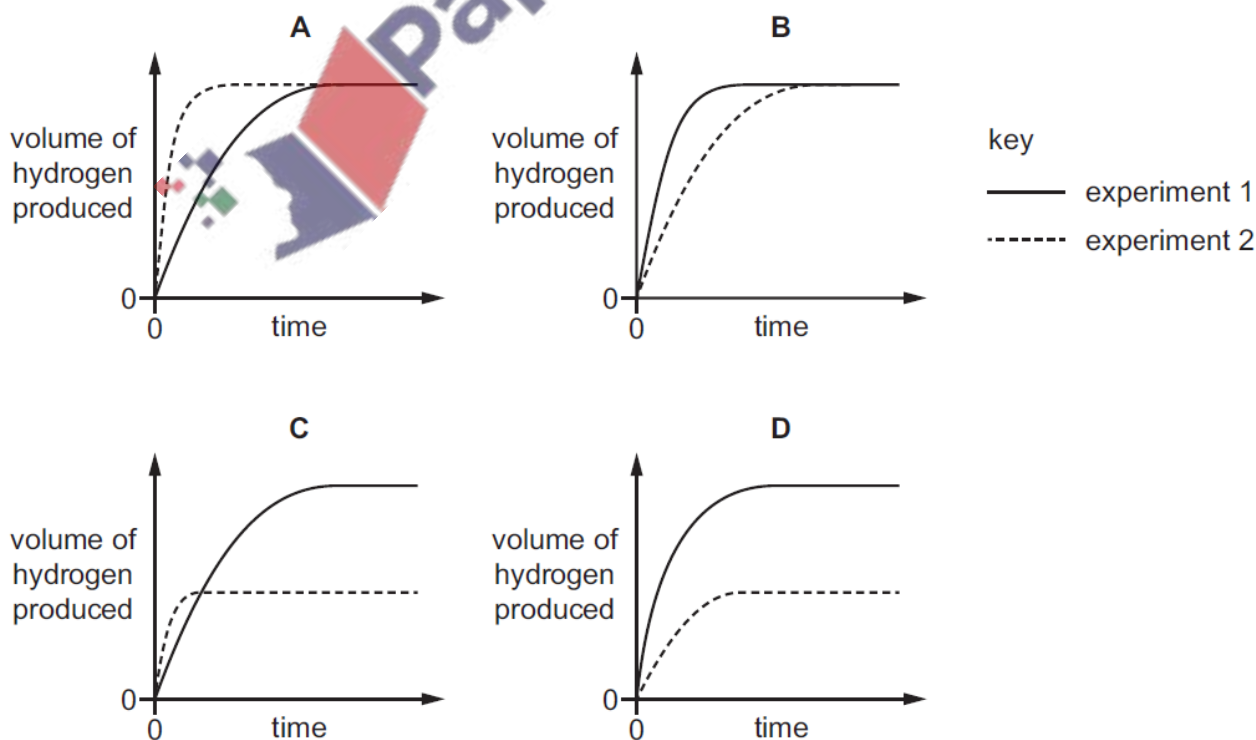 A
volume of
hydrogen
produced
0
0
time
B
volume of
hydrogen
produced
0
0
time
key
experiment 1
experiment 2
C
volume of
hydrogen
produced
0
0
time
D
volume of
hydrogen
produced
0
0
time